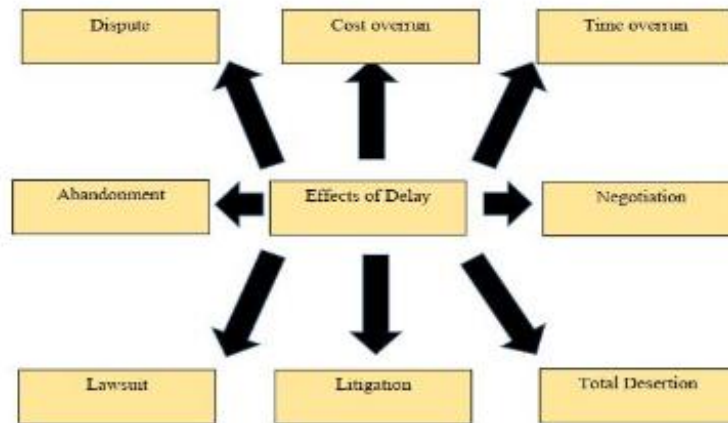 Dispute
Cost overrun
Time overrun
Abandonment
Effects of Delay
Negotiation
Lawsuit
Litigation
Total Desertion